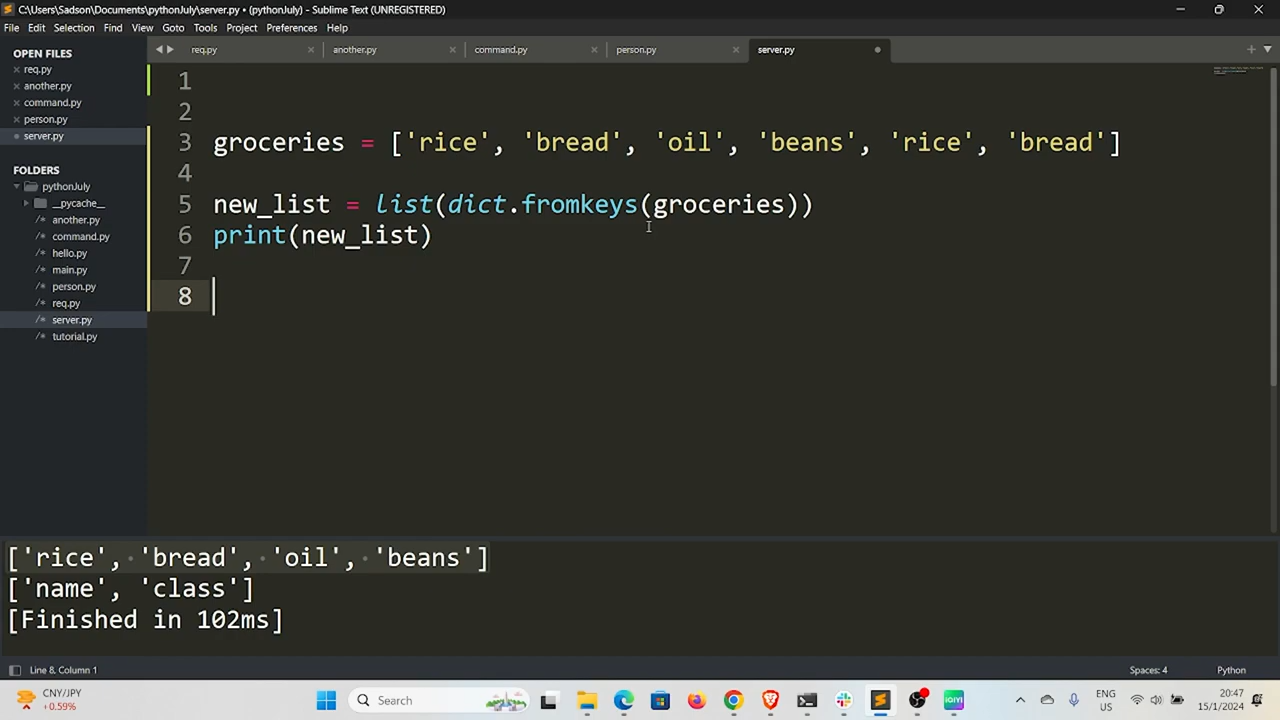 C:\Users\Sadson\Documents\pythonJuly\server.py • (pythonJuly) - Sublime Text (UNREGISTERED)
File Edit Selection Find View Goto Tools Project Preferences Help
OPEN FILES
req.py
another.py
command.py
person.py
server.py
FOLDERS
pythonJuly
__pycache__
another.py
command.py
hello.py
main.py
person.py
req.py
server.py
tutorial.py
req.py another.py command.py person.py server.py
1
2
3 groceries = ['rice', 'bread', 'oil', 'beans', 'rice', 'bread']
4
5 new_list = list(dict.fromkeys(groceries))
6 print(new_list)
7
8
['rice', 'bread', 'oil', 'beans']
['name', 'class']
[Finished in 102ms]
Line 8, Column 1 Spaces: 4 Python
CNY/JPY
+0.59%
Search
ENG
US
20:47
15/1/2024